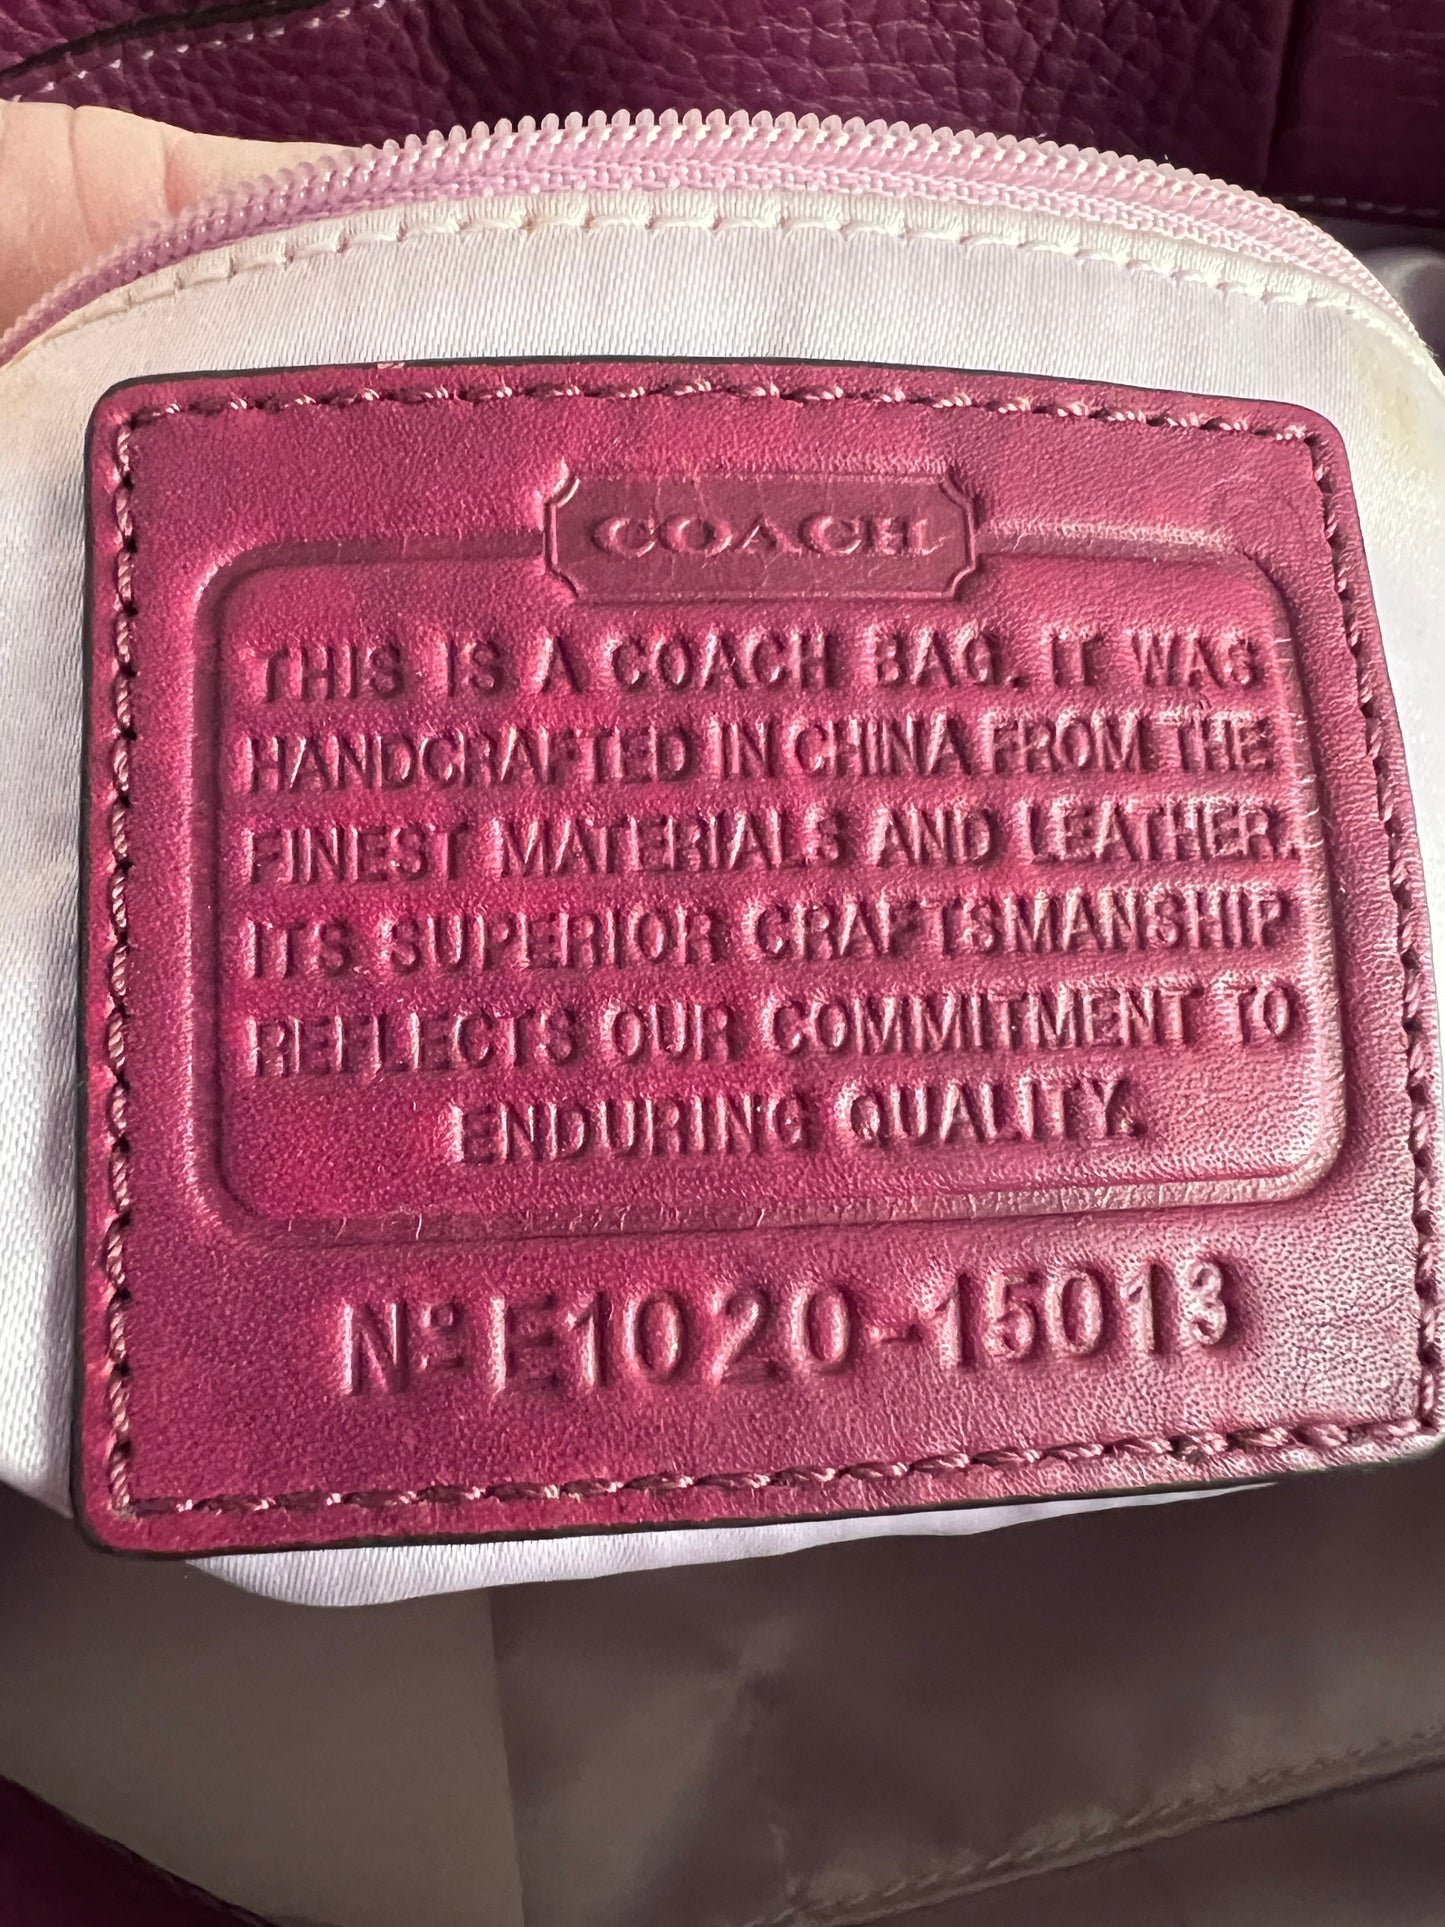 COACH
THIS IS A COACH BAG. IT WAS
HANDCRAFTED IN CHINA FROM THE
FINEST MATERIALS AND LEATHER.
ITS SUPERIOR CRAFTSMANSHIP
REFLECTS OUR COMMITMENT TO
ENDURING QUALITY.
Nº E1020-15013